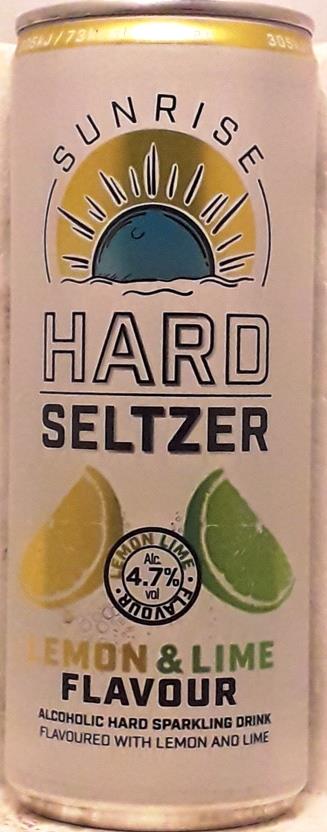 305
SUNRISE
HARD
SELTZER
LEMON LIME
Alc.
4.7%
vol
FLAVOUR
LEMON & LIME
FLAVOUR
ALCOHOLIC HARD SPARKLING DRINK
FLAVOURED WITH LEMON AND LIME